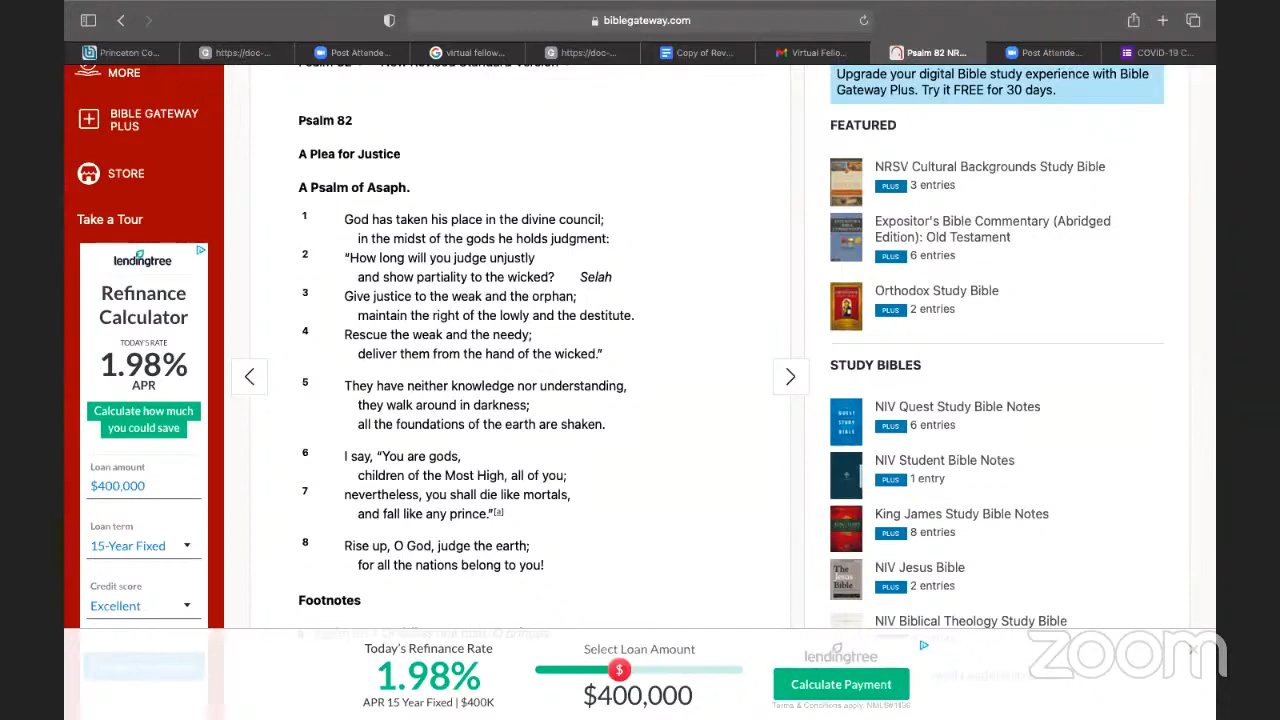 biblegateway.com
Princeton Co...
https://doc-...
Post Attende...
virtual fellow...
https://doc-...
Copy of Rev...
Virtual Fello...
Psalm 82 NR...
Post Attende...
COVID-19 C...
MORE
BIBLE GATEWAY
PLUS
STORE
Take a Tour
lendingtree
Refinance
Calculator
TODAY'S RATE
1.98%
APR
Calculate how much
you could save
Loan amount
$400,000
Loan term
15-Year Fixed
Credit score
Excellent
Psalm 82
A Plea for Justice
A Psalm of Asaph.
1 God has taken his place in the divine council;
in the midst of the gods he holds judgment:
2 “How long will you judge unjustly
and show partiality to the wicked? Selah
3 Give justice to the weak and the orphan;
maintain the right of the lowly and the destitute.
4 Rescue the weak and the needy;
deliver them from the hand of the wicked.”
5 They have neither knowledge nor understanding,
they walk around in darkness;
all the foundations of the earth are shaken.
6 I say, “You are gods,
children of the Most High, all of you;
7 nevertheless, you shall die like mortals,
and fall like any prince.”[a]
8 Rise up, O God, judge the earth;
for all the nations belong to you!
Footnotes
Upgrade your digital Bible study experience with Bible
Gateway Plus. Try it FREE for 30 days.
FEATURED
NRSV Cultural Backgrounds Study Bible
PLUS 3 entries
Expositor's Bible Commentary (Abridged
Edition): Old Testament
PLUS 6 entries
Orthodox Study Bible
PLUS 2 entries
STUDY BIBLES
QUEST
STUDY
BIBLE
NIV Quest Study Bible Notes
PLUS 6 entries
NIV Student Bible Notes
PLUS 1 entry
King James Study Bible Notes
PLUS 8 entries
The
Jesus
Bible
NIV Jesus Bible
PLUS 2 entries
NIV Biblical Theology Study Bible
Today's Refinance Rate
1.98%
APR 15 Year Fixed | $400K
Select Loan Amount
$
$400,000
lendingtree
Calculate Payment
Terms & Conditions apply. NMLS#1136
zoom